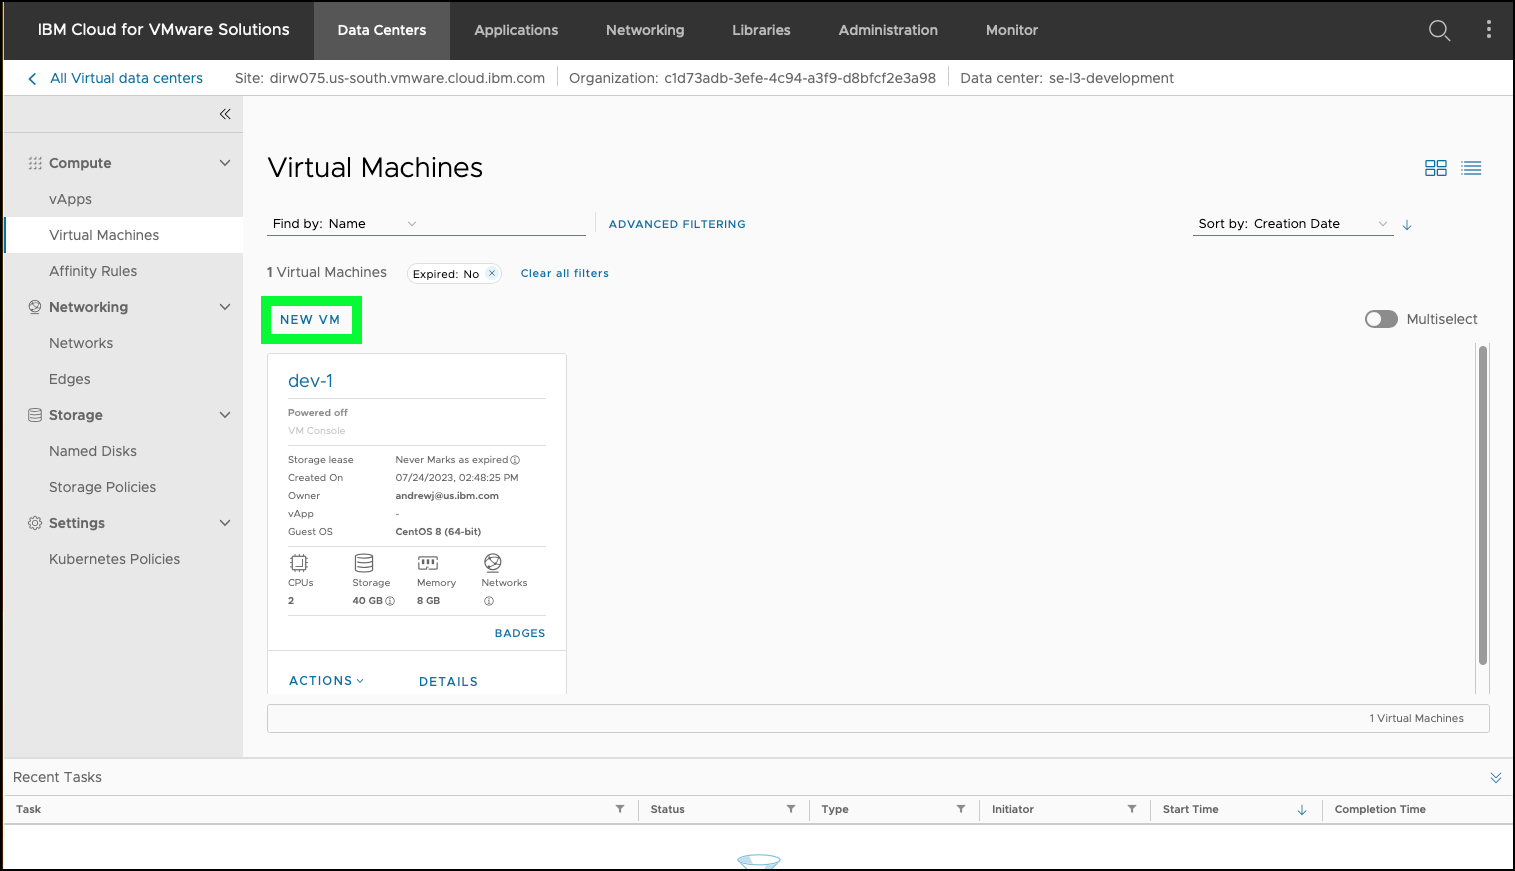 IBM Cloud for VMware Solutions Data Centers Applications Networking Libraries Administration Monitor
All Virtual data centers Site: dirw075.us-south.vmware.cloud.ibm.com Organization: c1d73adb-3efe-4c94-a3f9-d8bfcf2e3a98 Data center: se-l3-development
Compute
vApps
Virtual Machines
Affinity Rules
Networking
Networks
Edges
Storage
Named Disks
Storage Policies
Settings
Kubernetes Policies
Virtual Machines
Find by: Name ADVANCED FILTERING Sort by: Creation Date
1 Virtual Machines Expired: No × Clear all filters
NEW VM Multiselect
dev-1
Powered off
VM Console
Storage lease Never Marks as expired
Created On 07/24/2023, 02:48:25 PM
Owner andrewj@us.ibm.com
vApp -
Guest OS CentOS 8 (64-bit)
CPUs Storage Memory Networks
2 40 GB 8 GB
BADGES
ACTIONS DETAILS
1 Virtual Machines
Recent Tasks
Task Status Type Initiator Start Time Completion Time